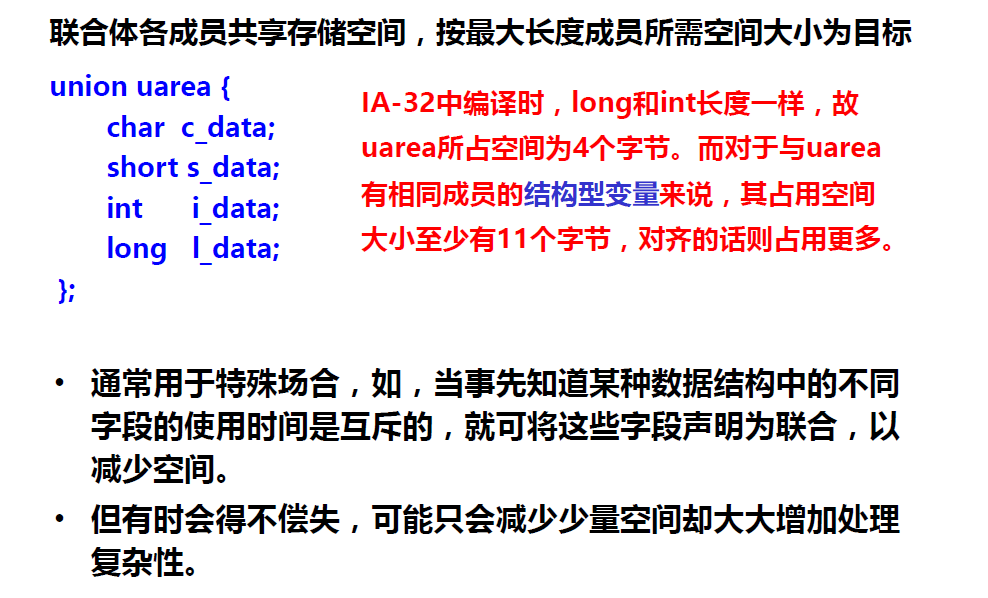 联合体各成员共享存储空间，按最大长度成员所需空间大小为目标
union uarea {
char c_data;
short s_data;
int i_data;
long l_data;
};
IA-32中编译时，long和int长度一样，故
uarea所占空间为4个字节。而对于与uarea
有相同成员的结构型变量来说，其占用空间
大小至少有11个字节，对齐的话则占用更多。
• 通常用于特殊场合，如，当事先知道某种数据结构中的不同
字段的使用时间是互斥的，就可将这些字段声明为联合，以
减少空间。
• 但有时会得不偿失，可能只会减少少量空间却大大增加处理
复杂性。